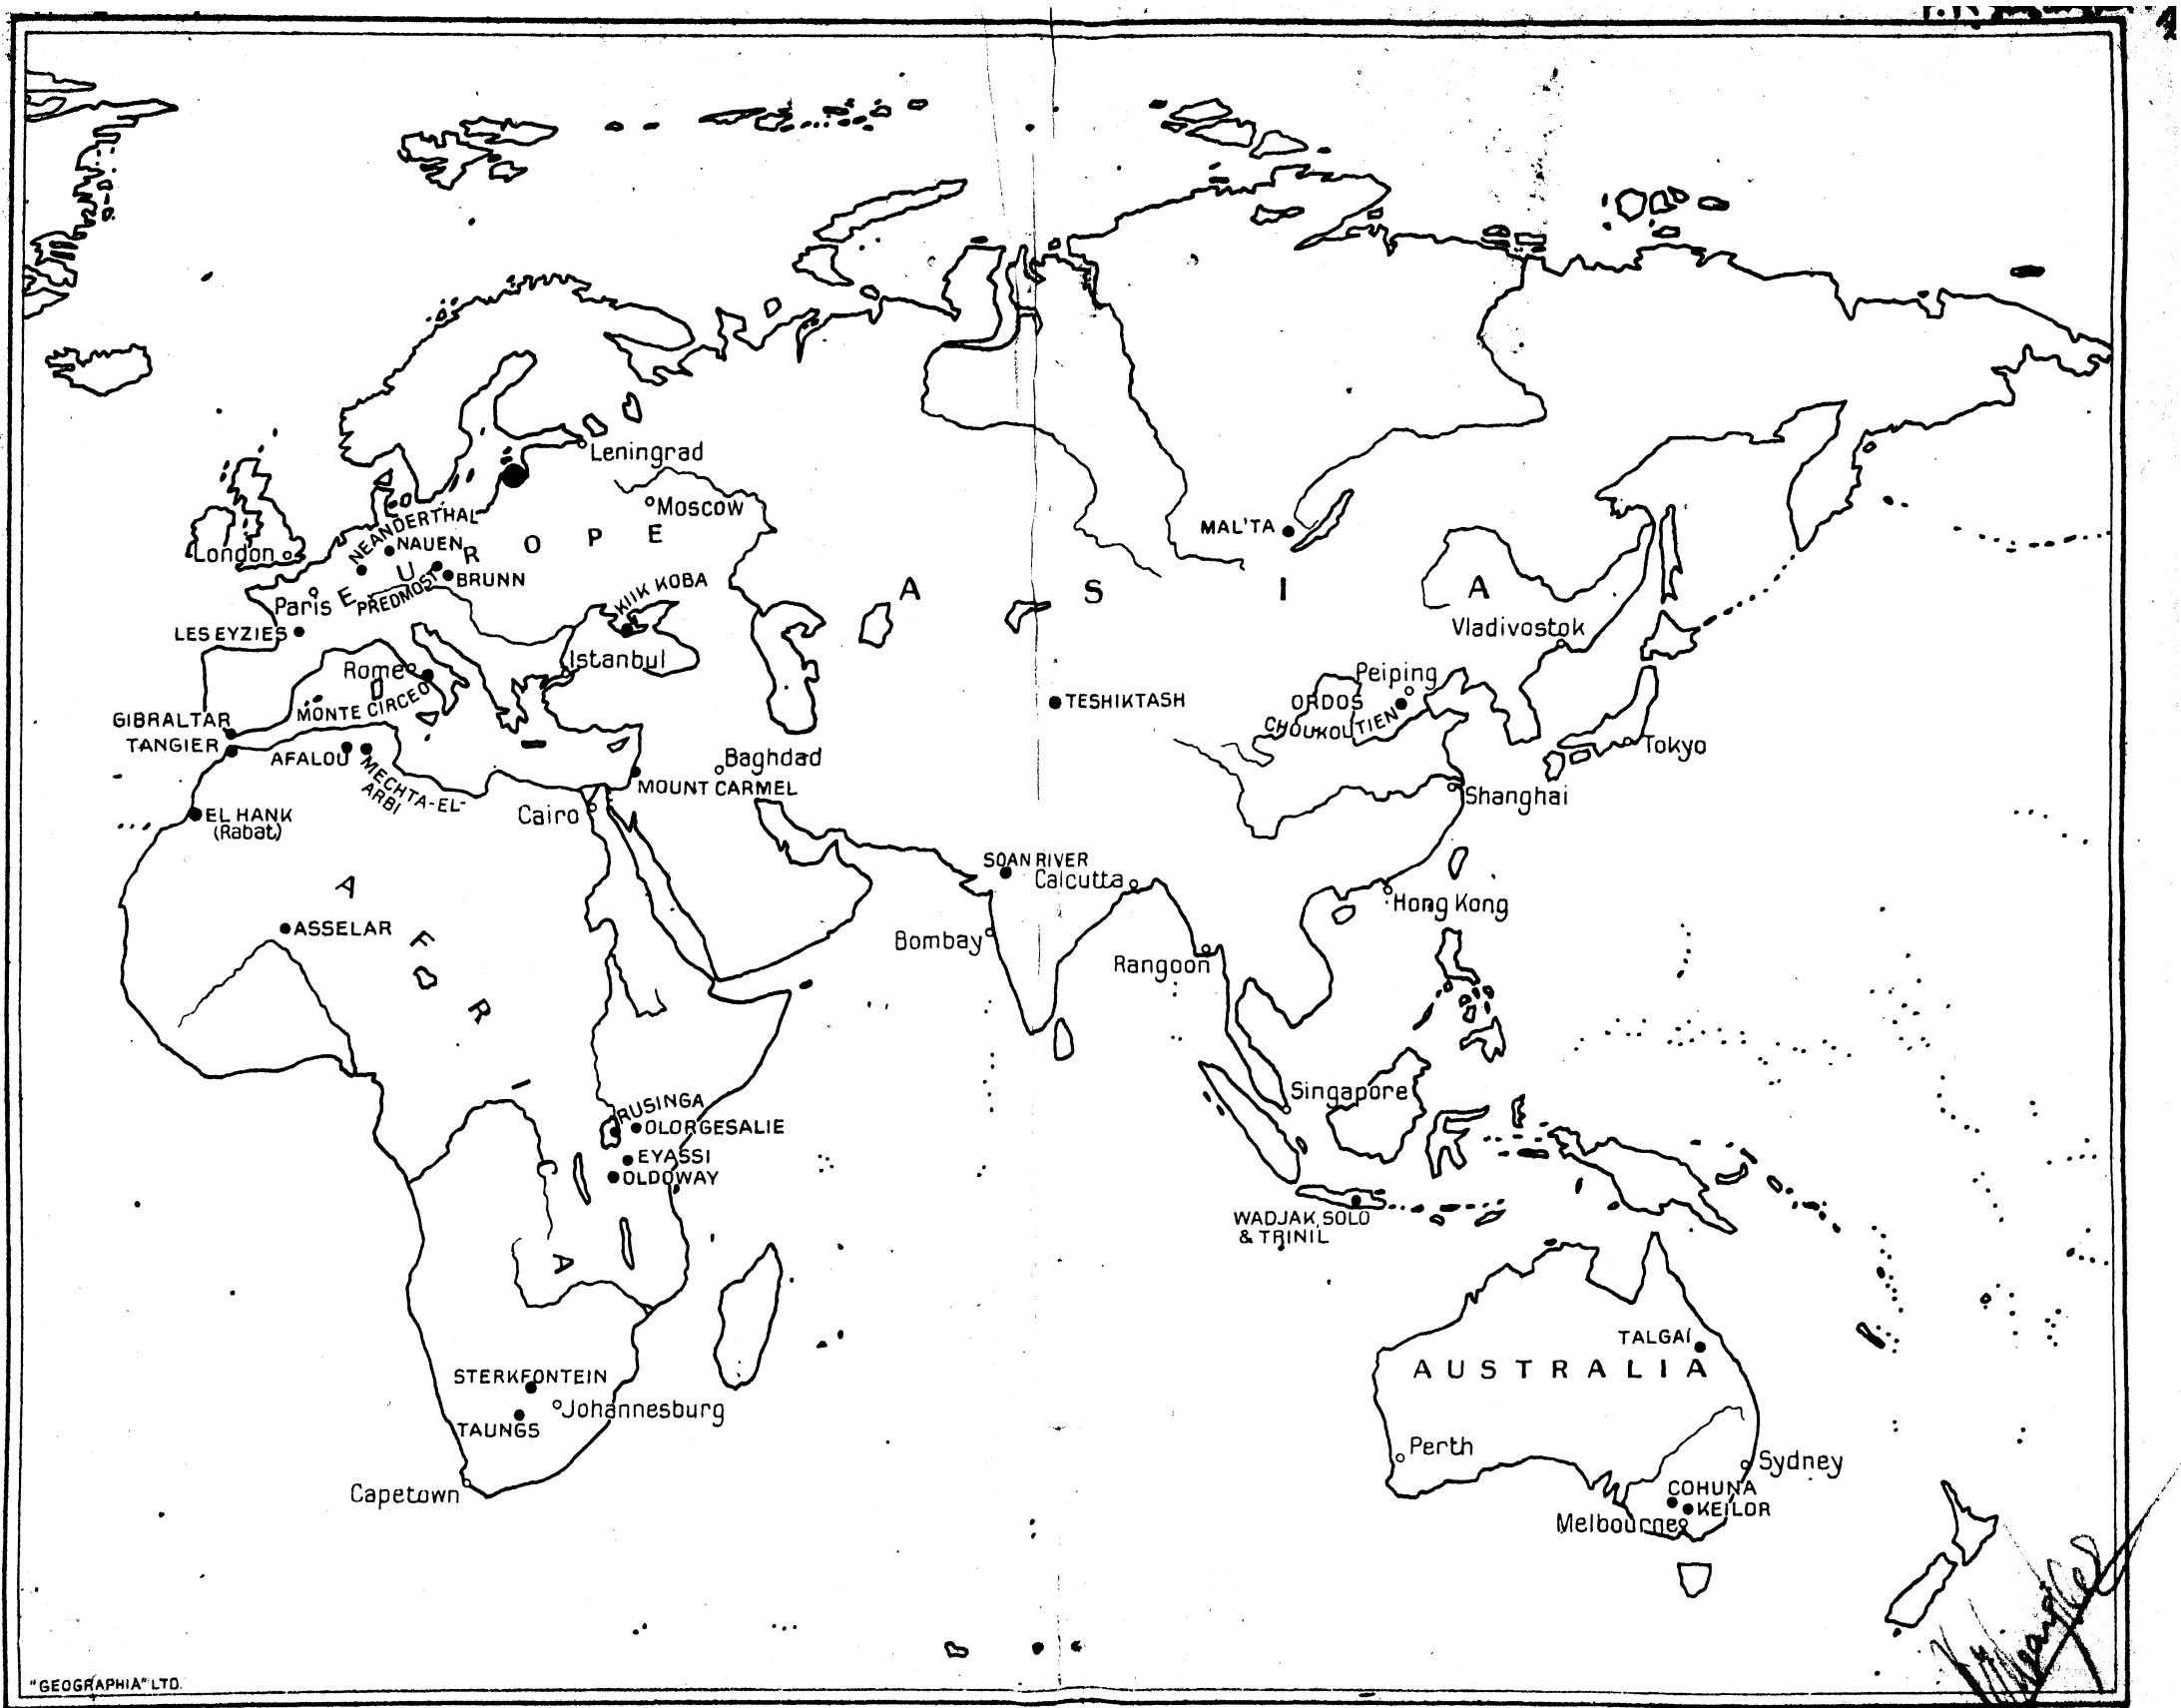 Leningrad
Moscow
NEANDERTHAL
NAUEN
London
E U R O P E
MAL'TA
BRUNN
PREDMOST
KIIK KOBA
Paris
A S I A
LES EYZIES
Vladivostok
Istanbul
Rome
Peiping
MONTE CIRCEO
TESHIKTASH
ORDOS
CHOUKOUTIEN
GIBRALTAR
TANGIER
Tokyo
AFALOU
Baghdad
MECHTA-EL-
ARBI
MOUNT CARMEL
Shanghai
EL HANK
(Rabat)
Cairo
SOAN RIVER
Calcutta
Hong Kong
A F R I C A
ASSELAR
Bombay
Rangoon
Singapore
RUSINGA
OLORGESALIE
EYASSI
OLDOWAY
WADJAK, SOLO
& TRINIL
TALGAI
AUSTRALIA
STERKFONTEIN
Johannesburg
TAUNGS
Perth
Sydney
Capetown
COHUNA
KEILOR
Melbourne
"GEOGRAPHIA" LTD.